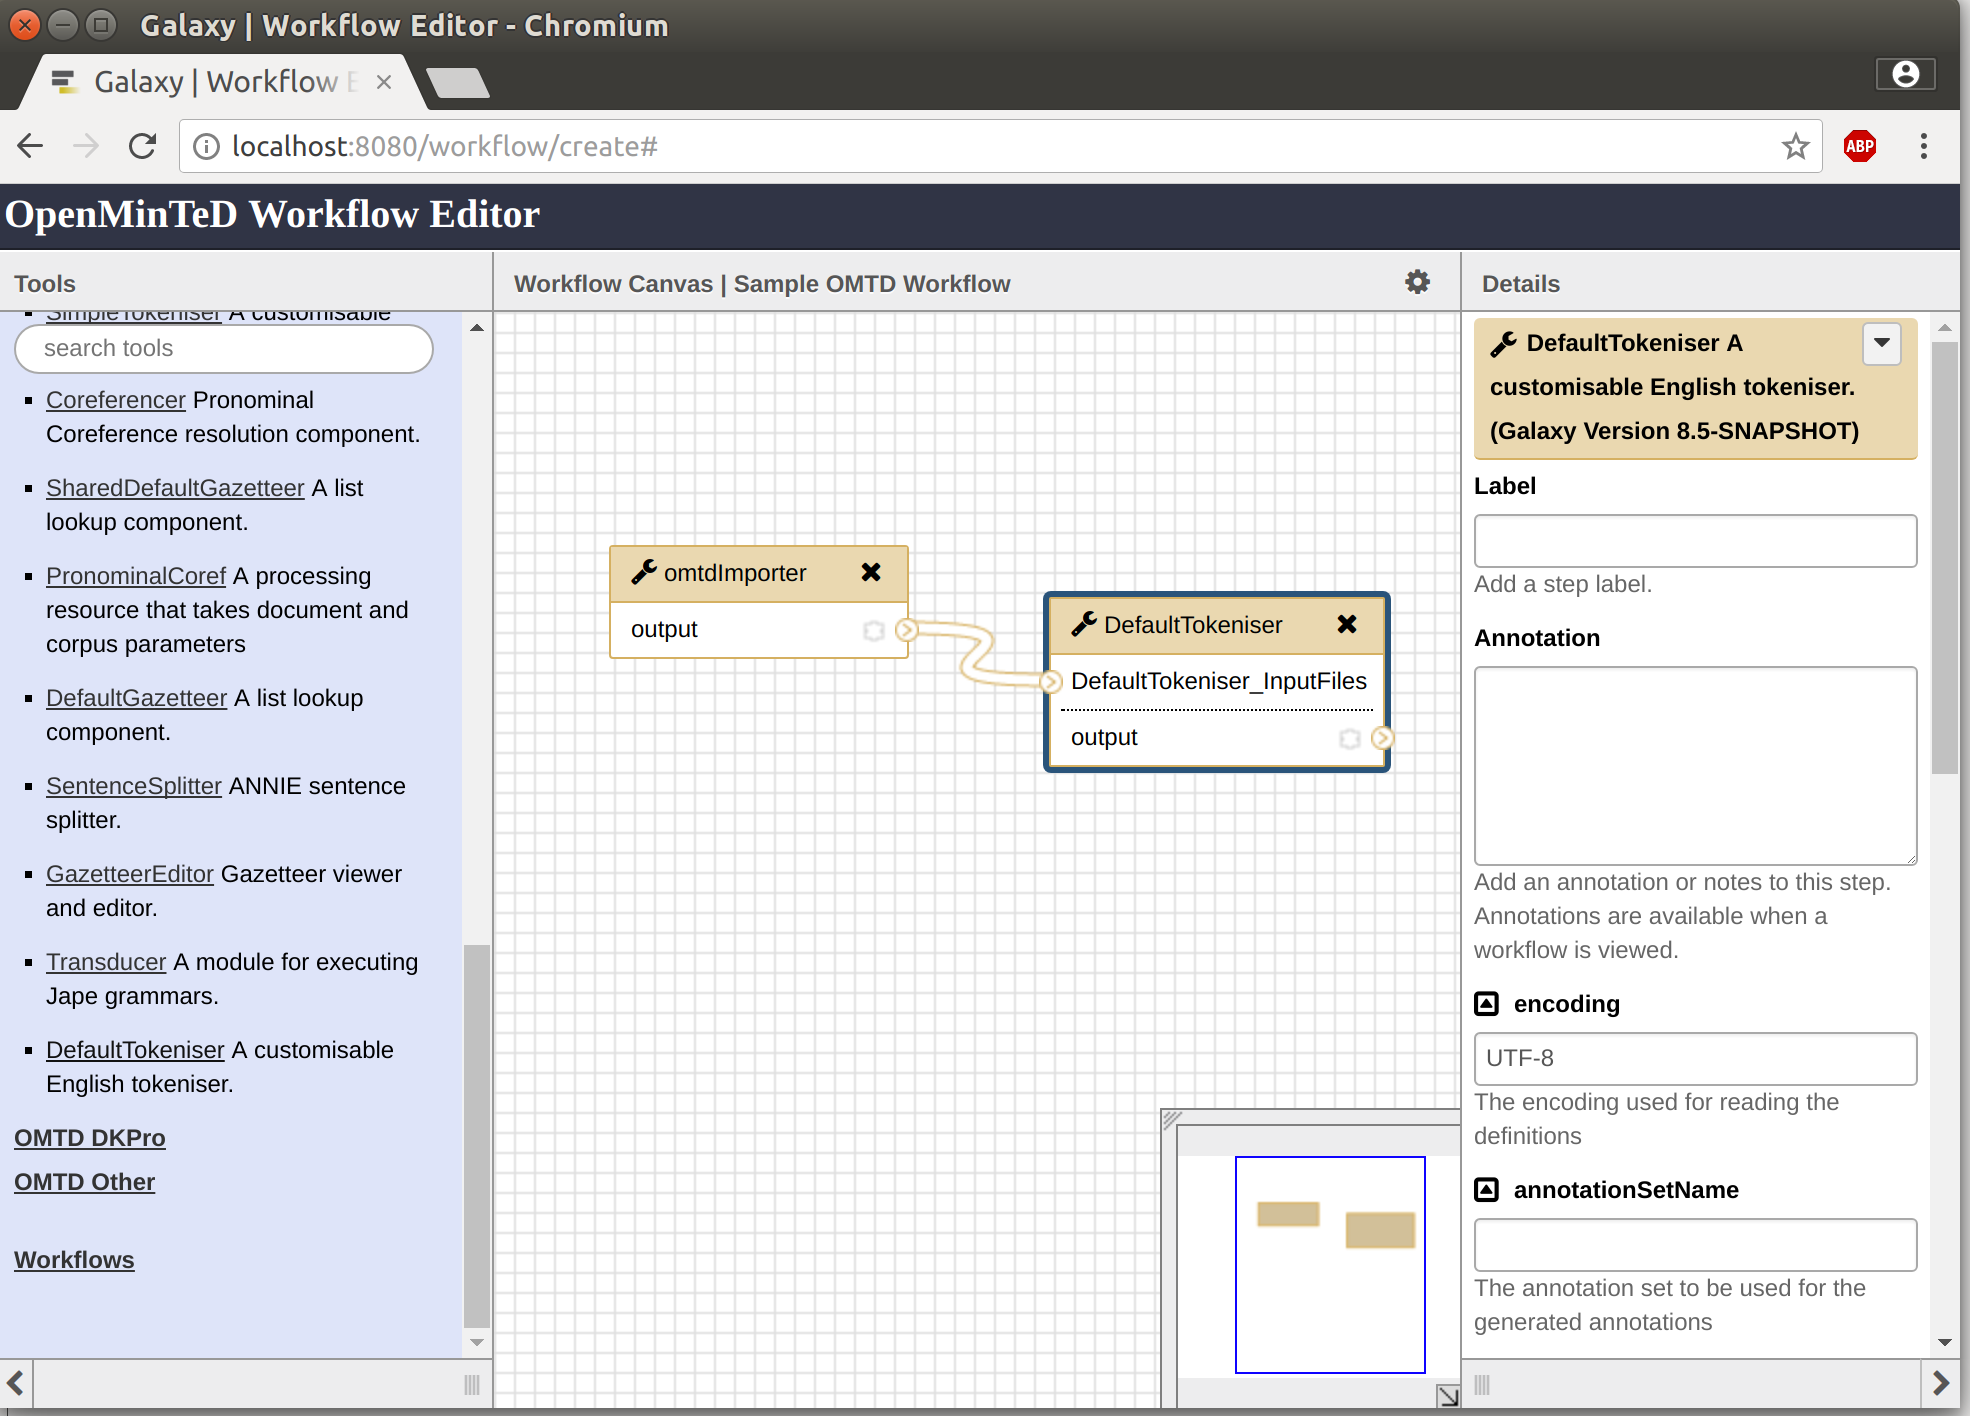 Galaxy | Workflow Editor - Chromium
Galaxy | Workflow E
localhost:8080/workflow/create#
ABP
OpenMinTeD Workflow Editor
Tools
SimpleTokeniser A customisable
search tools
Coreferencer Pronominal
Coreference resolution component.
SharedDefaultGazetteer A list
lookup component.
PronominalCoref A processing
resource that takes document and
corpus parameters
DefaultGazetteer A list lookup
component.
SentenceSplitter ANNIE sentence
splitter.
GazetteerEditor Gazetteer viewer
and editor.
Transducer A module for executing
Jape grammars.
DefaultTokeniser A customisable
English tokeniser.
OMTD DKPro
OMTD Other
Workflows
Workflow Canvas | Sample OMTD Workflow
omtdImporter
output
DefaultTokeniser
DefaultTokeniser_InputFiles
output
Details
DefaultTokeniser A
customisable English tokeniser.
(Galaxy Version 8.5-SNAPSHOT)
Label
Add a step label.
Annotation
Add an annotation or notes to this step.
Annotations are available when a
workflow is viewed.
encoding
UTF-8
The encoding used for reading the
definitions
annotationSetName
The annotation set to be used for the
generated annotations